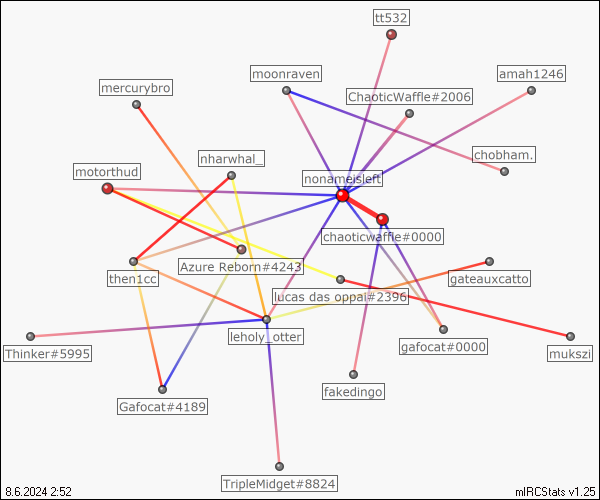 tt532
moonraven
amah1246
mercurybro
ChaoticWaffle#2006
nharwhal_
chobham.
motorthud
nonameisleft
chaoticwaffle#0000
Azure Reborn#4243
then1cc
gateauxcatto
lucas das oppai#2396
leholy_otter
gafocat#0000
Thinker#5995
mukszi
fakedingo
Gafocat#4189
TripleMidget#8824
8.6.2024 2:52
mIRCStats v1.25